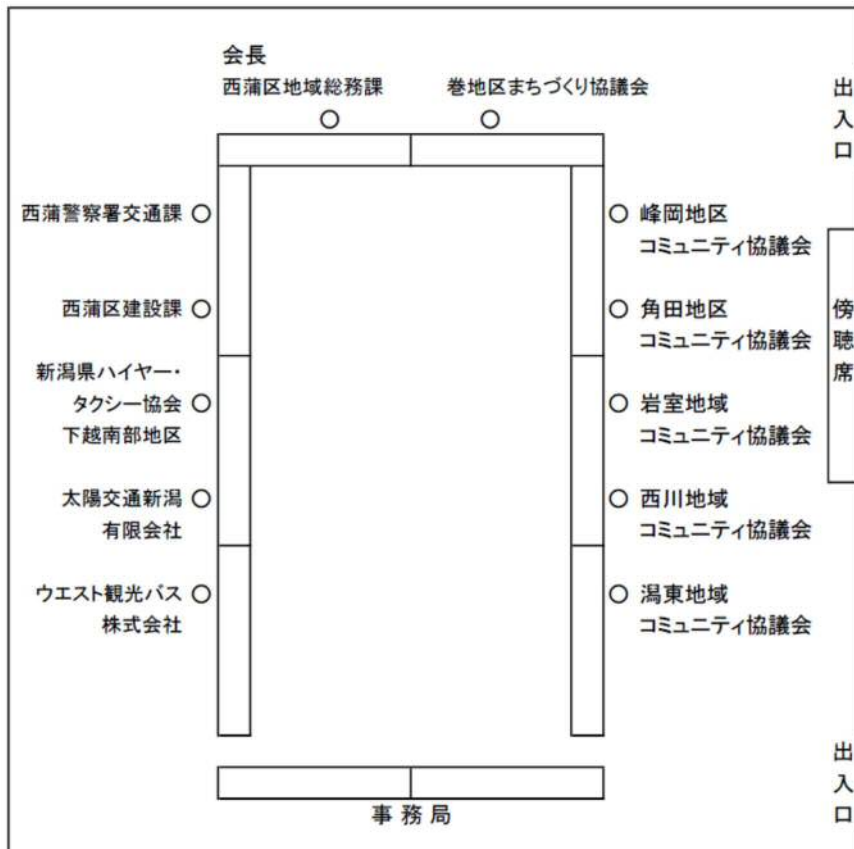 会長
西蒲区地域総務課
巻地区まちづくり協議会
出入口
西蒲警察署交通課
峰岡地区
コミュニティ協議会
西蒲区建設課
角田地区
コミュニティ協議会
傍聴席
新潟県ハイヤー・
タクシー協会
下越南部地区
岩室地域
コミュニティ協議会
太陽交通新潟
有限会社
西川地域
コミュニティ協議会
ウエスト観光バス
株式会社
潟東地域
コミュニティ協議会
出入口
事務局